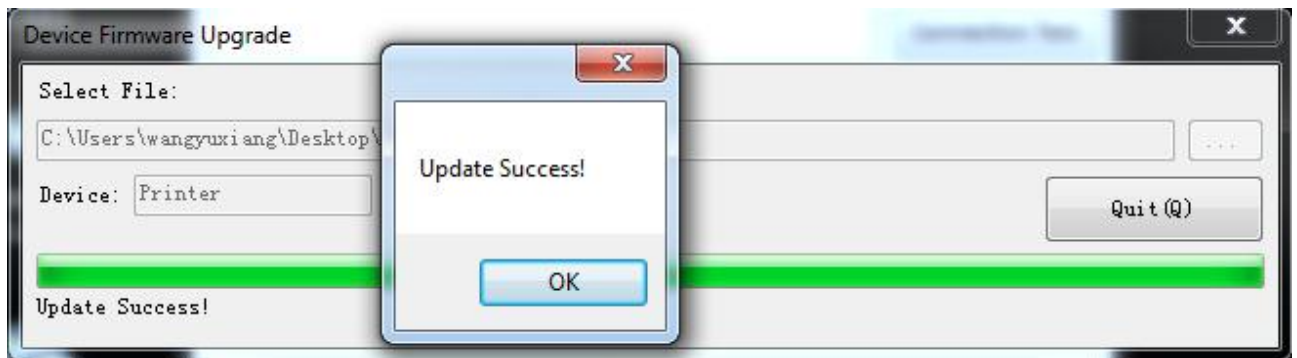 Device Firmware Upgrade
Select File:
C:\Users\wangyuxiang\Desktop\
...
Update Success!
Device: Printer
Quit(Q)
OK
Update Success!